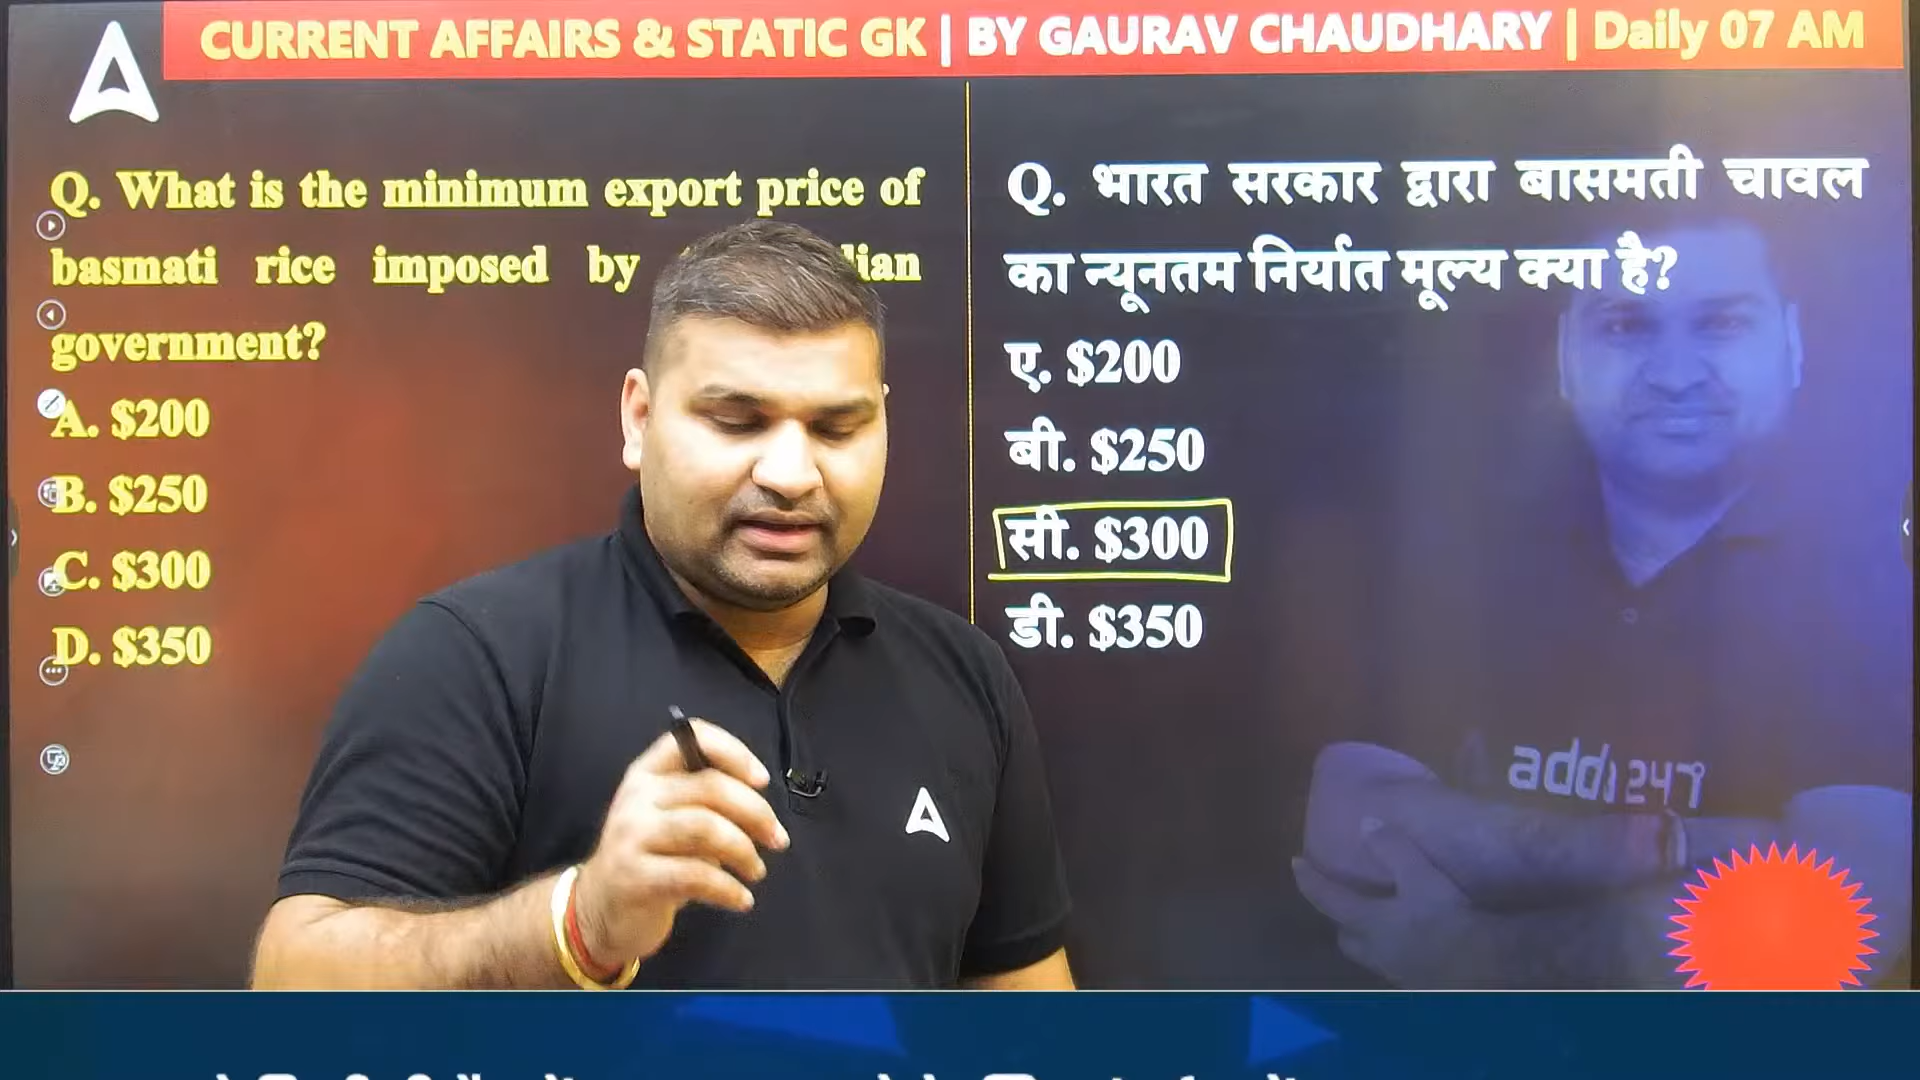 CURRENT AFFAIRS & STATIC GK | BY GAURAV CHAUDHARY | Daily 07 AM
Q. What is the minimum export price of
basmati rice imposed by
government?
A. $200
B. $250
C. $300
D. $350
Q. भारत सरकार द्वारा बासमती चावल
का न्यूनतम निर्यात मूल्य क्या है?
ए. $200
बी. $250
सी. $300
डी. $350